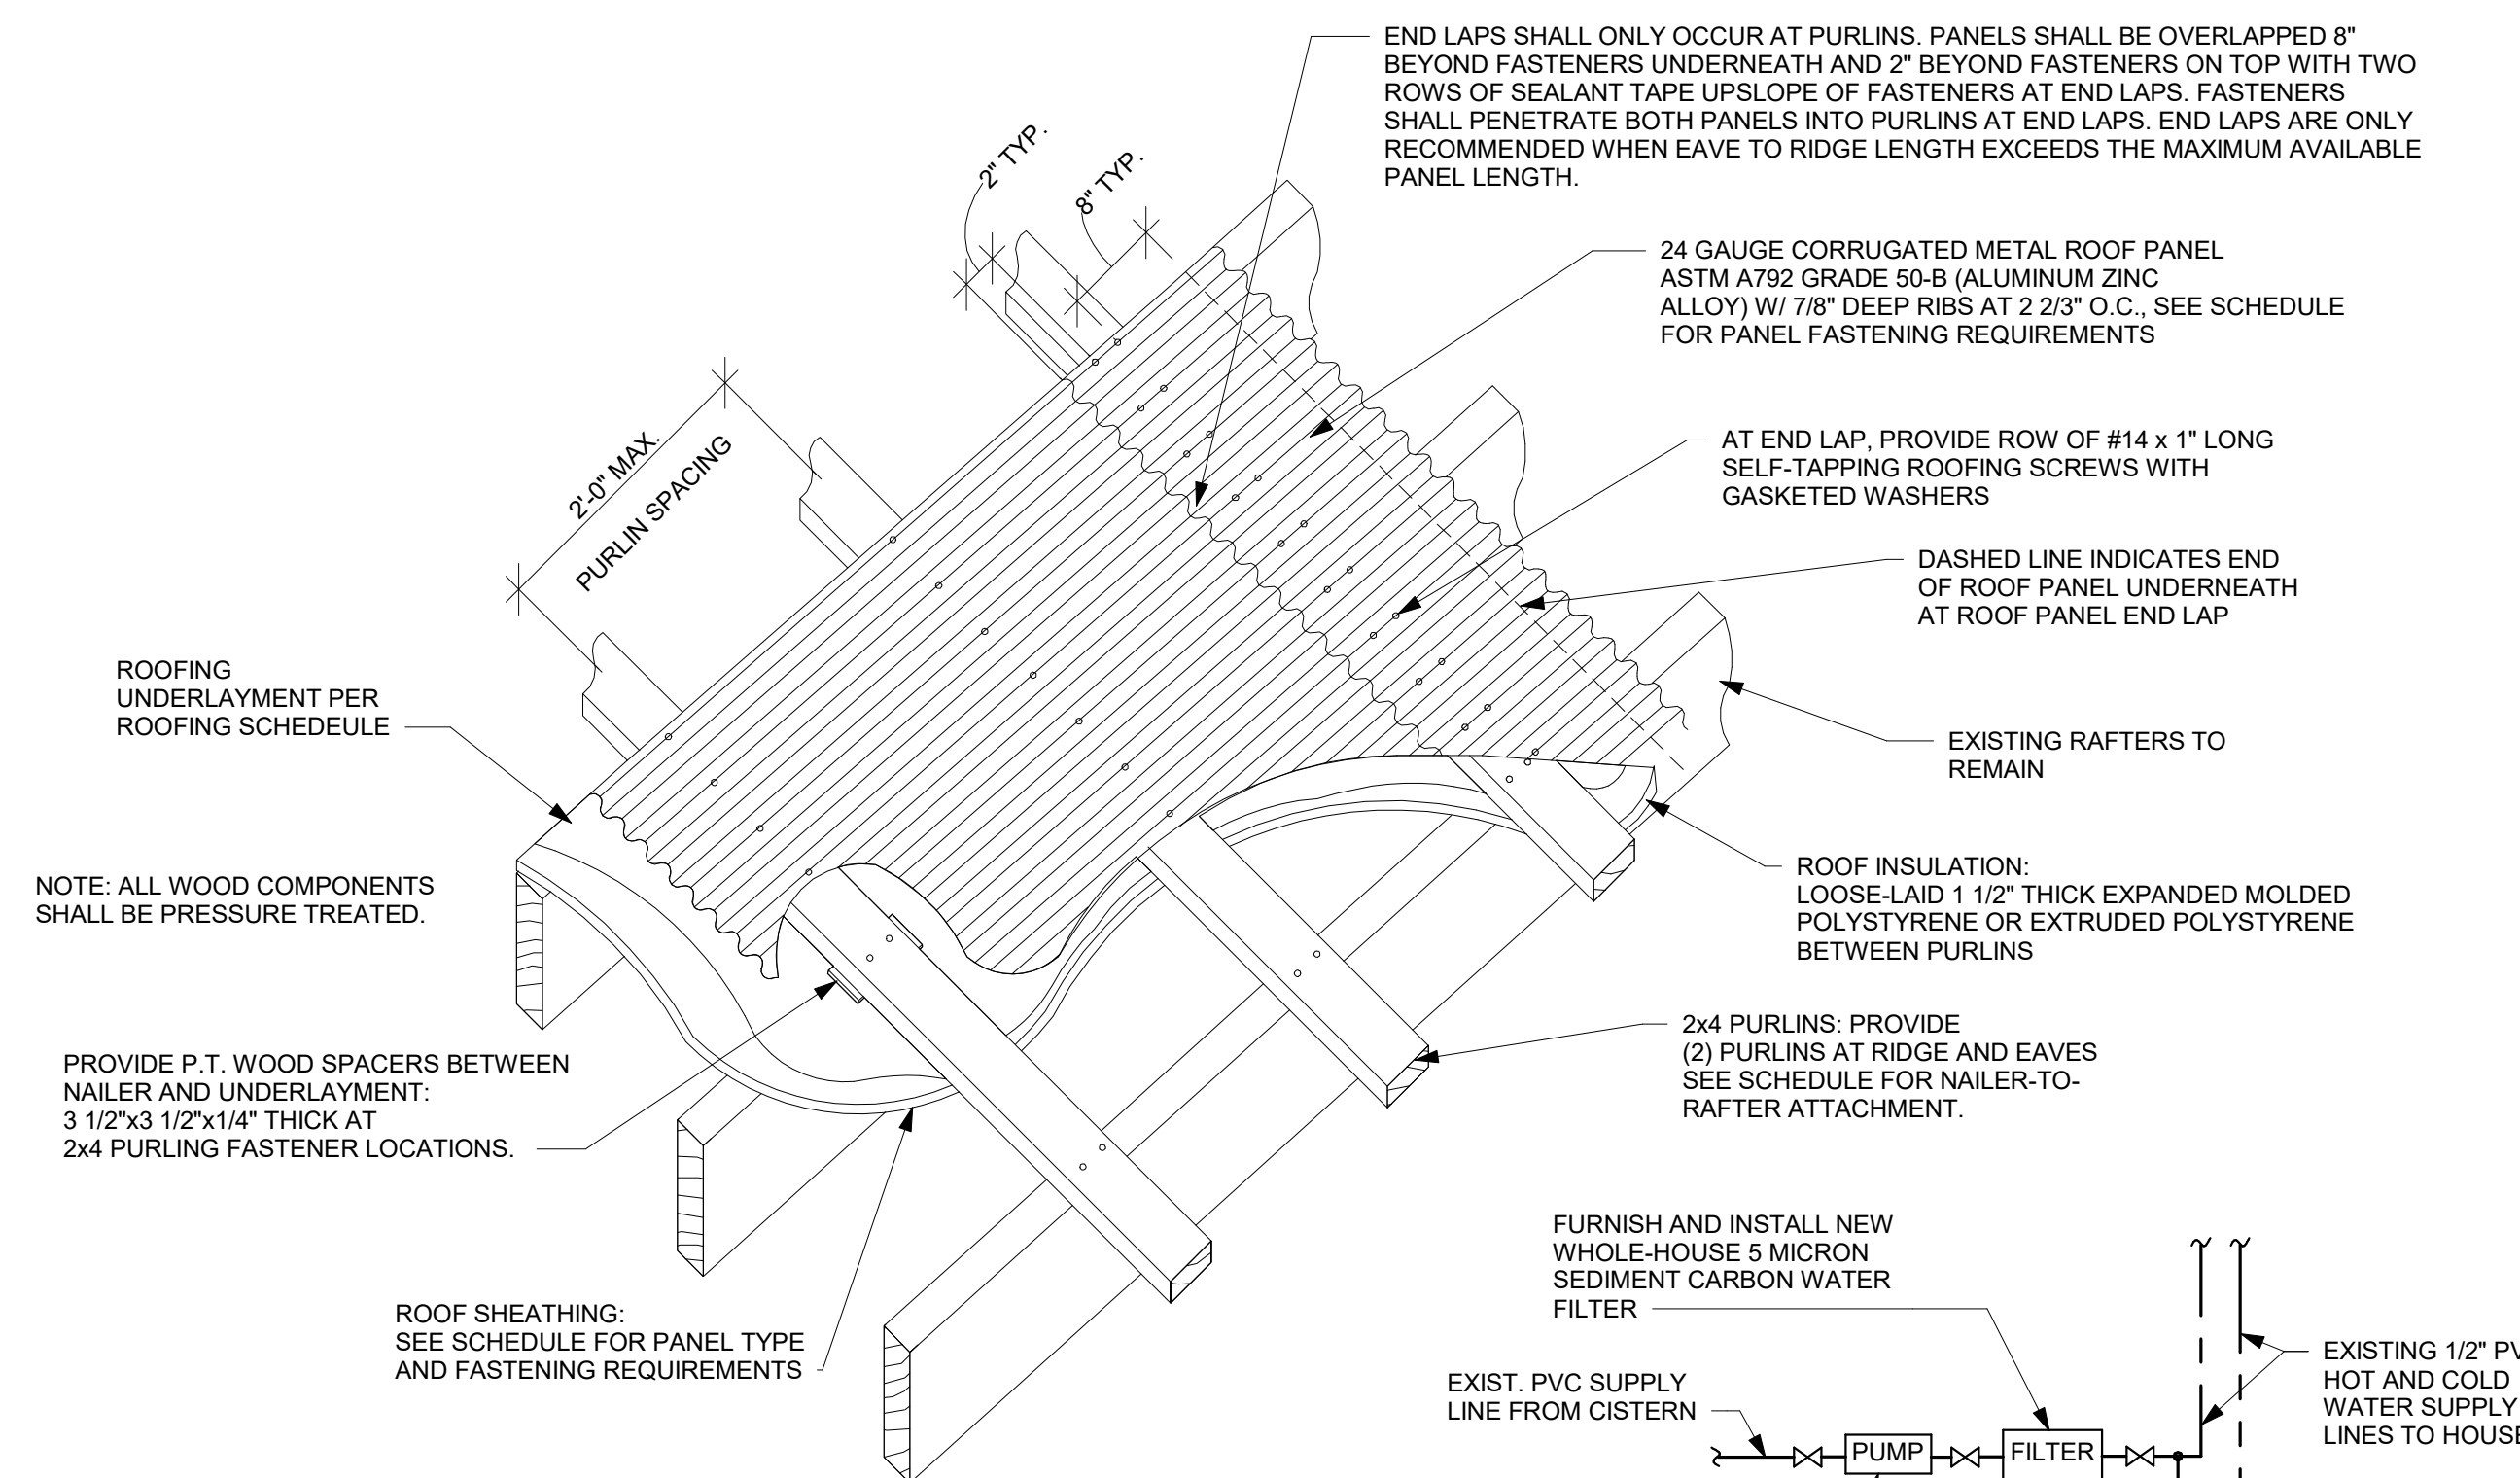 END LAPS SHALL ONLY OCCUR AT PURLINS. PANELS SHALL BE OVERLAPPED 8"
BEYOND FASTENERS UNDERNEATH AND 2" BEYOND FASTENERS ON TOP WITH TWO
ROWS OF SEALANT TAPE UPSLOPE OF FASTENERS AT END LAPS. FASTENERS
SHALL PENETRATE BOTH PANELS INTO PURLINS AT END LAPS. END LAPS ARE ONLY
RECOMMENDED WHEN EAVE TO RIDGE LENGTH EXCEEDS THE MAXIMUM AVAILABLE
PANEL LENGTH.
2" TYP.
8" TYP.
24 GAUGE CORRUGATED METAL ROOF PANEL
ASTM A792 GRADE 50-B (ALUMINUM ZINC
ALLOY) W/ 7/8" DEEP RIBS AT 2 2/3" O.C., SEE SCHEDULE
FOR PANEL FASTENING REQUIREMENTS
AT END LAP, PROVIDE ROW OF #14 x 1" LONG
SELF-TAPPING ROOFING SCREWS WITH
GASKETED WASHERS
2'-0" MAX.
PURLIN SPACING
DASHED LINE INDICATES END
OF ROOF PANEL UNDERNEATH
AT ROOF PANEL END LAP
ROOFING
UNDERLAYMENT PER
ROOFING SCHEDEULE
EXISTING RAFTERS TO
REMAIN
NOTE: ALL WOOD COMPONENTS
SHALL BE PRESSURE TREATED.
ROOF INSULATION:
LOOSE-LAID 1 1/2" THICK EXPANDED MOLDED
POLYSTYRENE OR EXTRUDED POLYSTYRENE
BETWEEN PURLINS
2x4 PURLINS: PROVIDE
(2) PURLINS AT RIDGE AND EAVES
SEE SCHEDULE FOR NAILER-TO-
RAFTER ATTACHMENT.
PROVIDE P.T. WOOD SPACERS BETWEEN
NAILER AND UNDERLAYMENT:
3 1/2"x3 1/2"x1/4" THICK AT
2x4 PURLING FASTENER LOCATIONS.
ROOF SHEATHING:
SEE SCHEDULE FOR PANEL TYPE
AND FASTENING REQUIREMENTS
FURNISH AND INSTALL NEW
WHOLE-HOUSE 5 MICRON
SEDIMENT CARBON WATER
FILTER
EXIST. PVC SUPPLY
LINE FROM CISTERN
EXISTING 1/2"
HOT AND COLD
WATER SUPPLY
LINES TO HOUSE
PUMP
FILTER